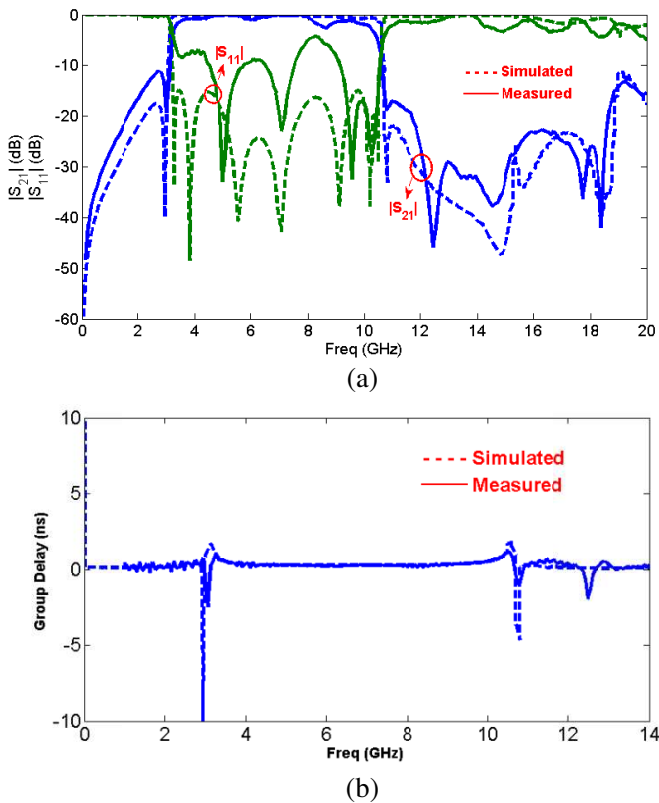 |S21| (dB)
|S11| (dB)
0
-10
-20
-30
-40
-50
-60
|S11|
Simulated
Measured
|S21|
0 2 4 6 8 10 12 14 16 18 20
Freq (GHz)
(a)
Group Delay (ns)
10
5
0
-5
-10
Simulated
Measured
0 2 4 6 8 10 12 14
Freq (GHz)
(b)